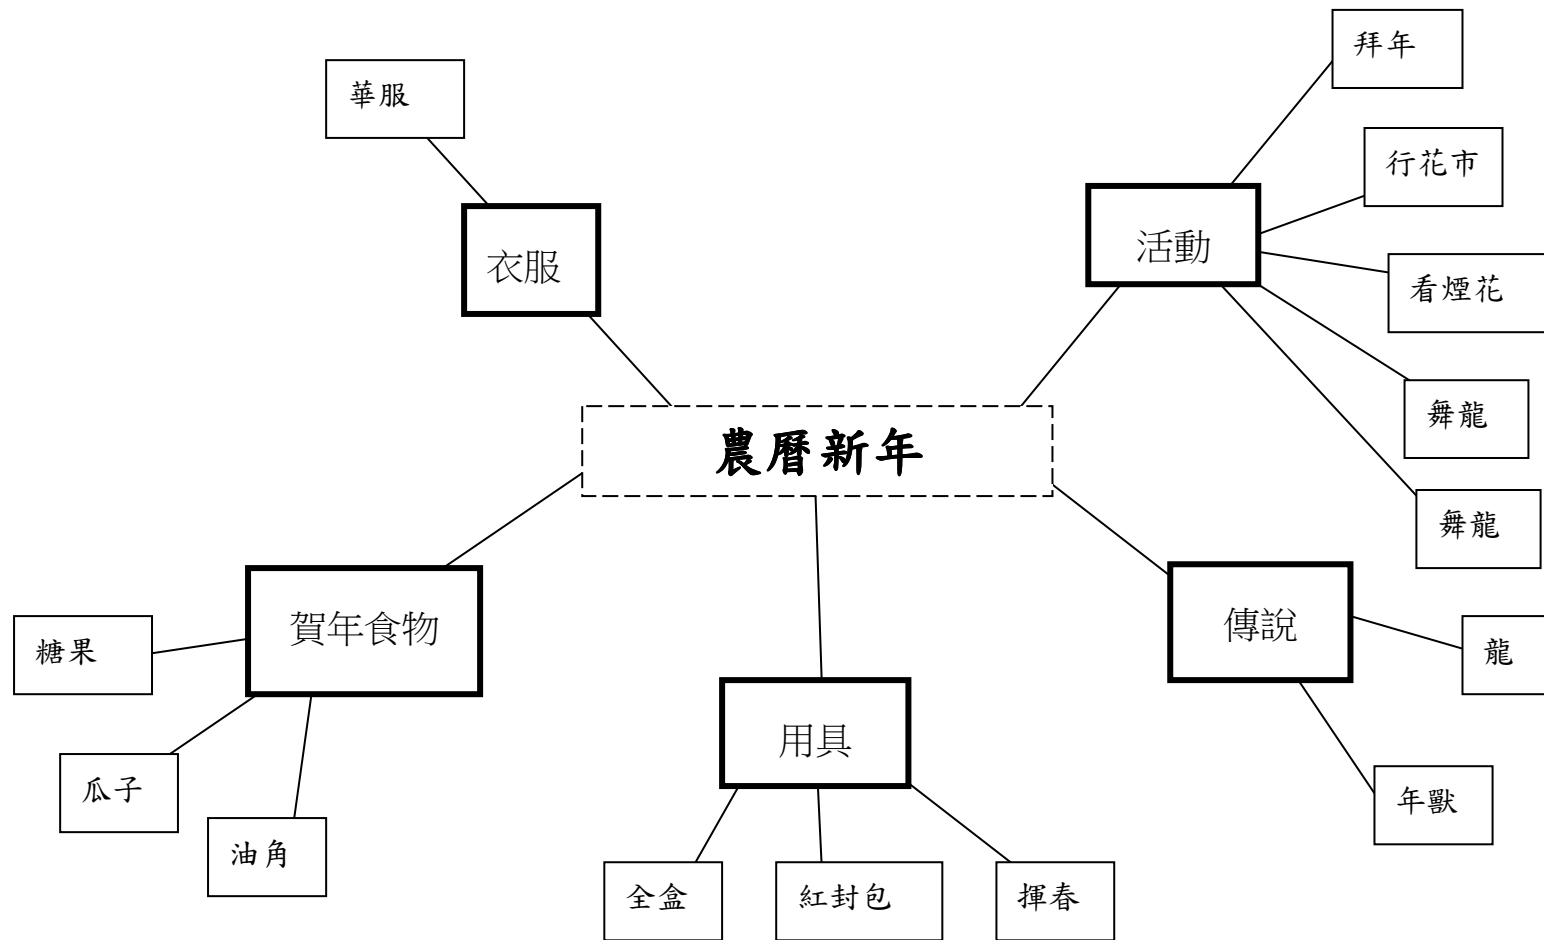 拜年
華服
行花市
活動
衣服
看煙花
舞龍
農曆新年
舞龍
賀年食物
傳說
糖果
龍
用具
瓜子
年獸
油角
全盒
紅封包
揮春